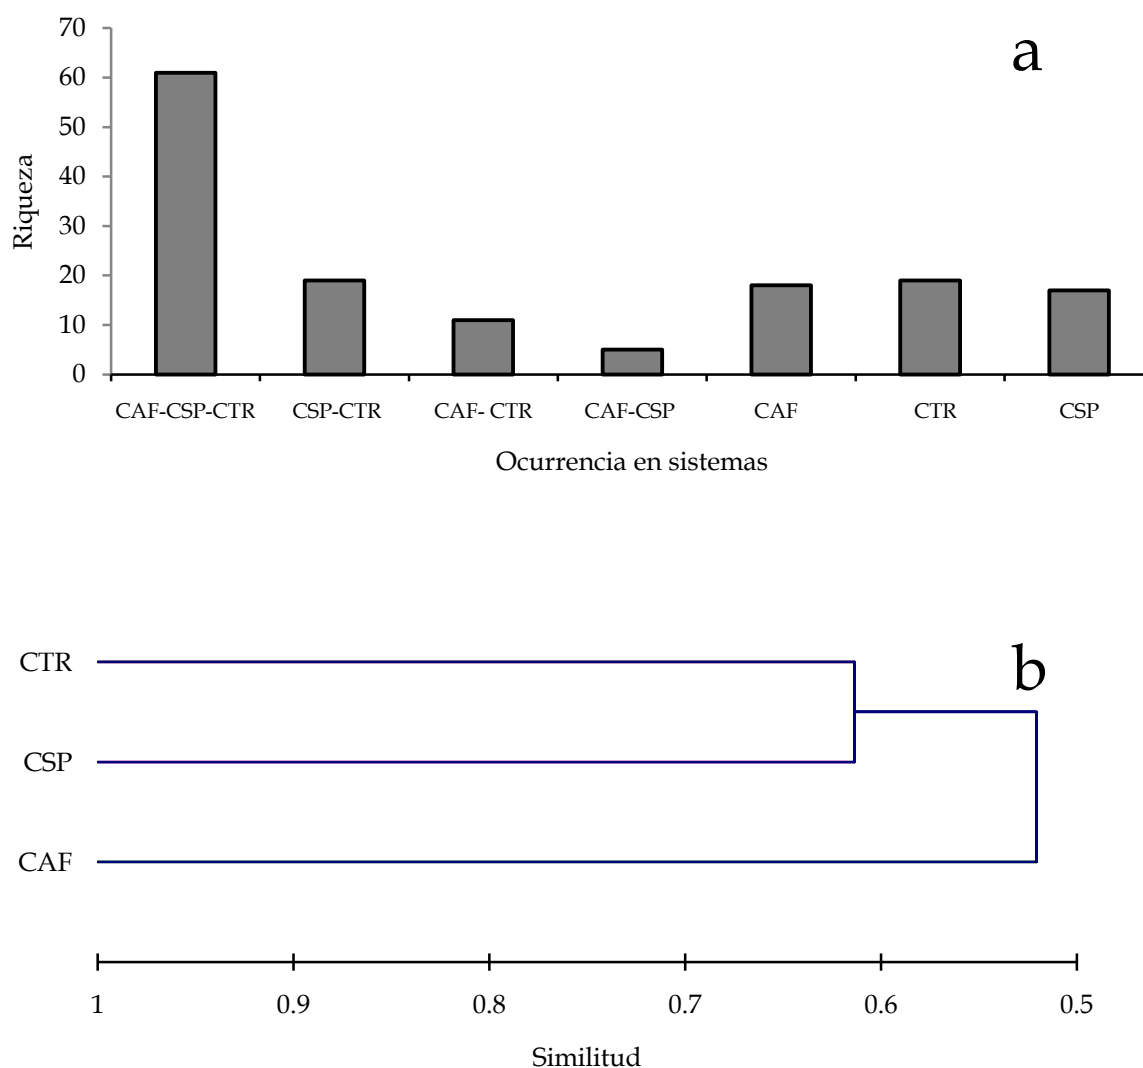 a
70
60
50
40
30
20
10
0
Riqueza
CAF-CSP-CTR CSP-CTR CAF- CTR CAF-CSP CAF CTR CSP
Ocurrencia en sistemas
b
CTR
CSP
CAF
1 0.9 0.8 0.7 0.6 0.5
Similitud